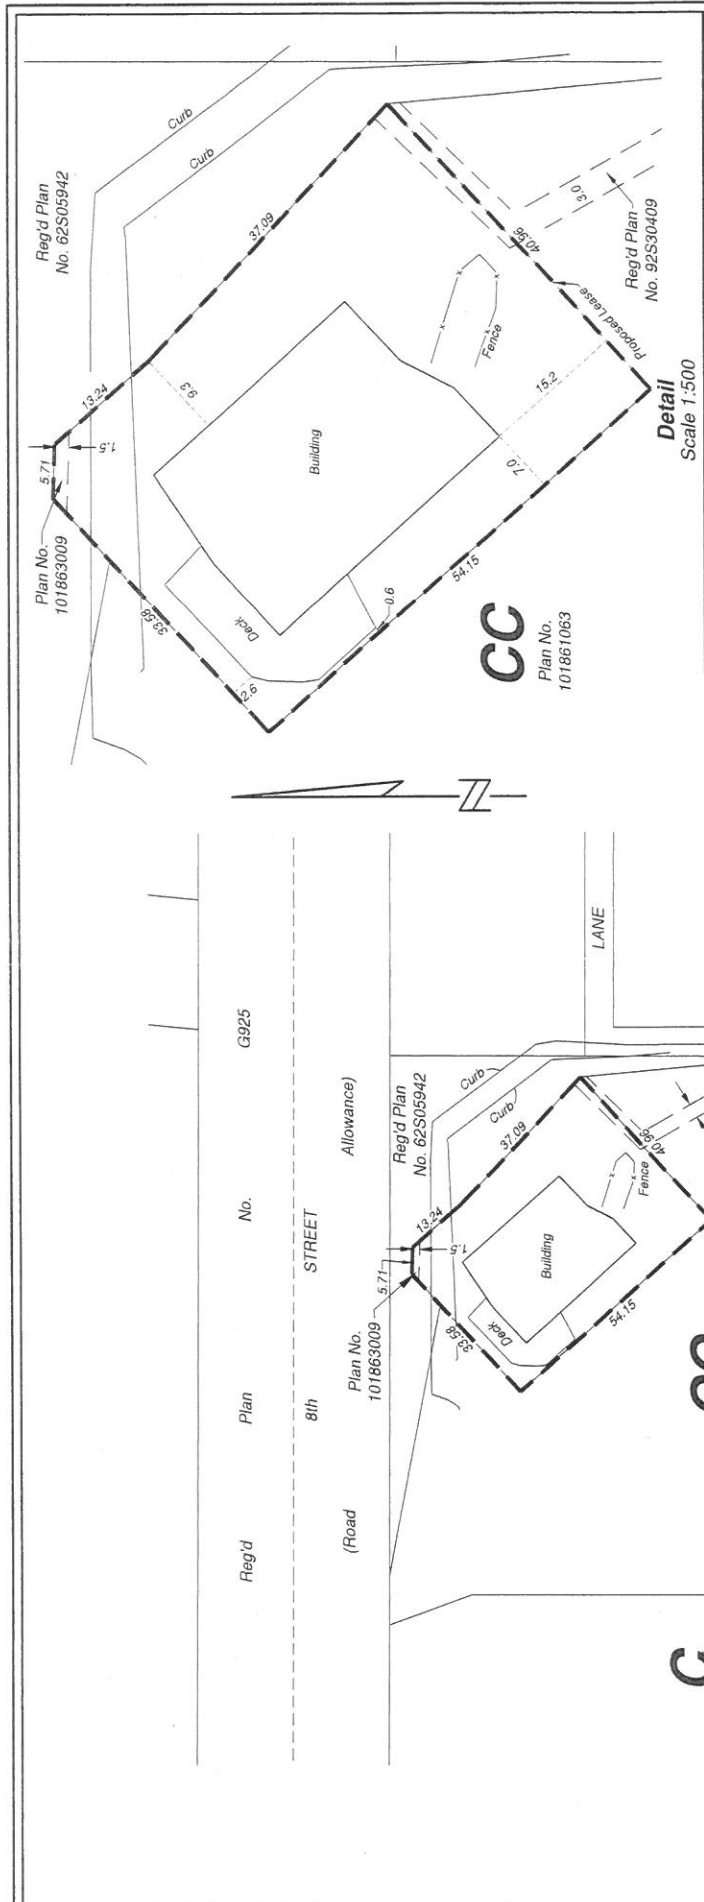 Reg'd Plan
No. 62S05942
Curb
Curb
37.09
13.24
5.71
1.5
Plan No.
101863009
33.58
9.3
Building
Deck
2.6
0.6
Fence
40.96
3.0
Reg'd Plan
No. 92S30409
Proposed Lease
15.2
7.0
54.15
Detail
Scale 1:500
CC
Plan No.
101861063
N
Reg'd Plan No. G925
8th STREET
(Road Allowance)
LANE
Reg'd Plan
No. 62S05942
Curb
Curb
37.09
13.24
1.5
5.71
Plan No.
101863009
33.58
Deck
Building
Fence
40.96
54.15
C